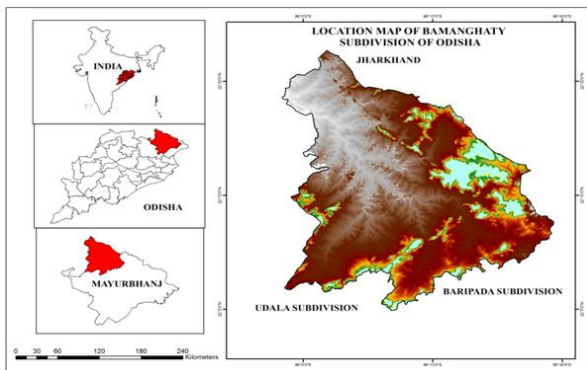 LOCATION MAP OF BAMANGHATY
SUBDIVISION OF ODISHA
JHARKHAND
INDIA
ODISHA
MAYURBHANJ
UDALA SUBDIVISION
BARIPADA SUBDIVISION
0 30 60 120 180 240
Kilometers